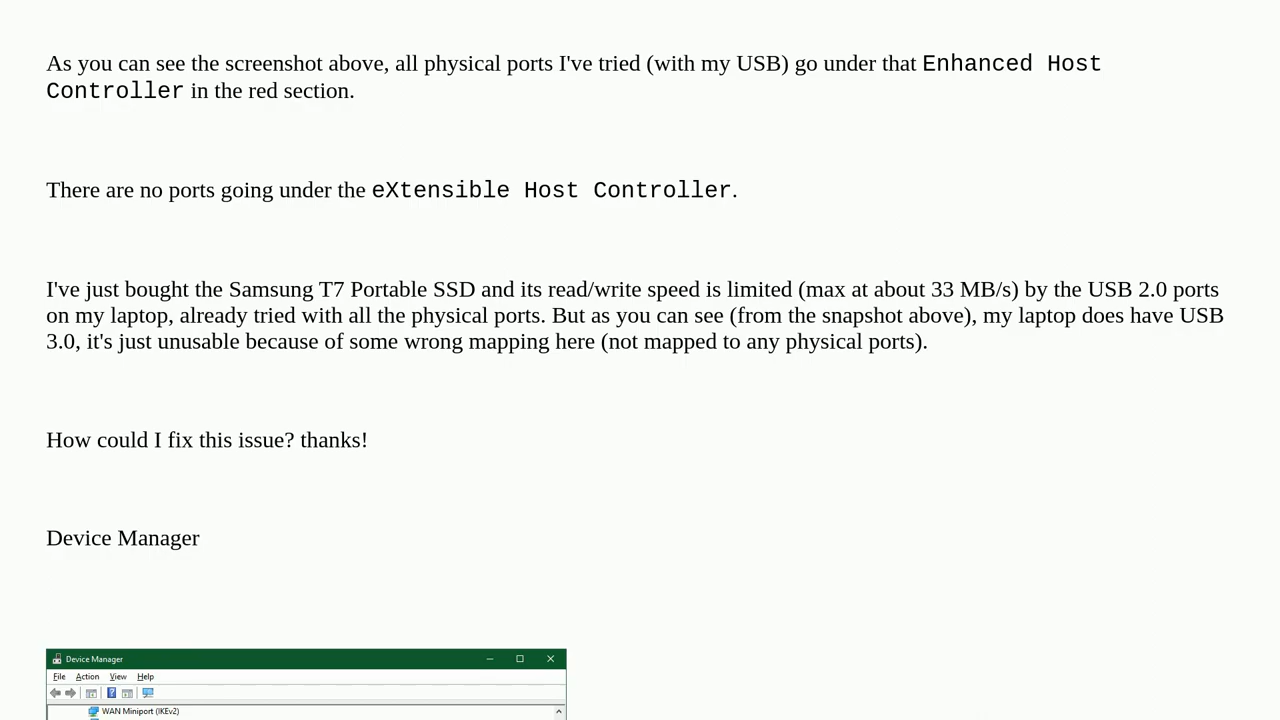 As you can see the screenshot above, all physical ports I've tried (with my USB) go under that Enhanced Host
Controller in the red section.
There are no ports going under the eXtensible Host Controller.
I've just bought the Samsung T7 Portable SSD and its read/write speed is limited (max at about 33 MB/s) by the USB 2.0 ports
on my laptop, already tried with all the physical ports. But as you can see (from the snapshot above), my laptop does have USB
3.0, it's just unusable because of some wrong mapping here (not mapped to any physical ports).
How could I fix this issue? thanks!
Device Manager
Device Manager
File Action View Help
WAN Miniport (IKEv2)